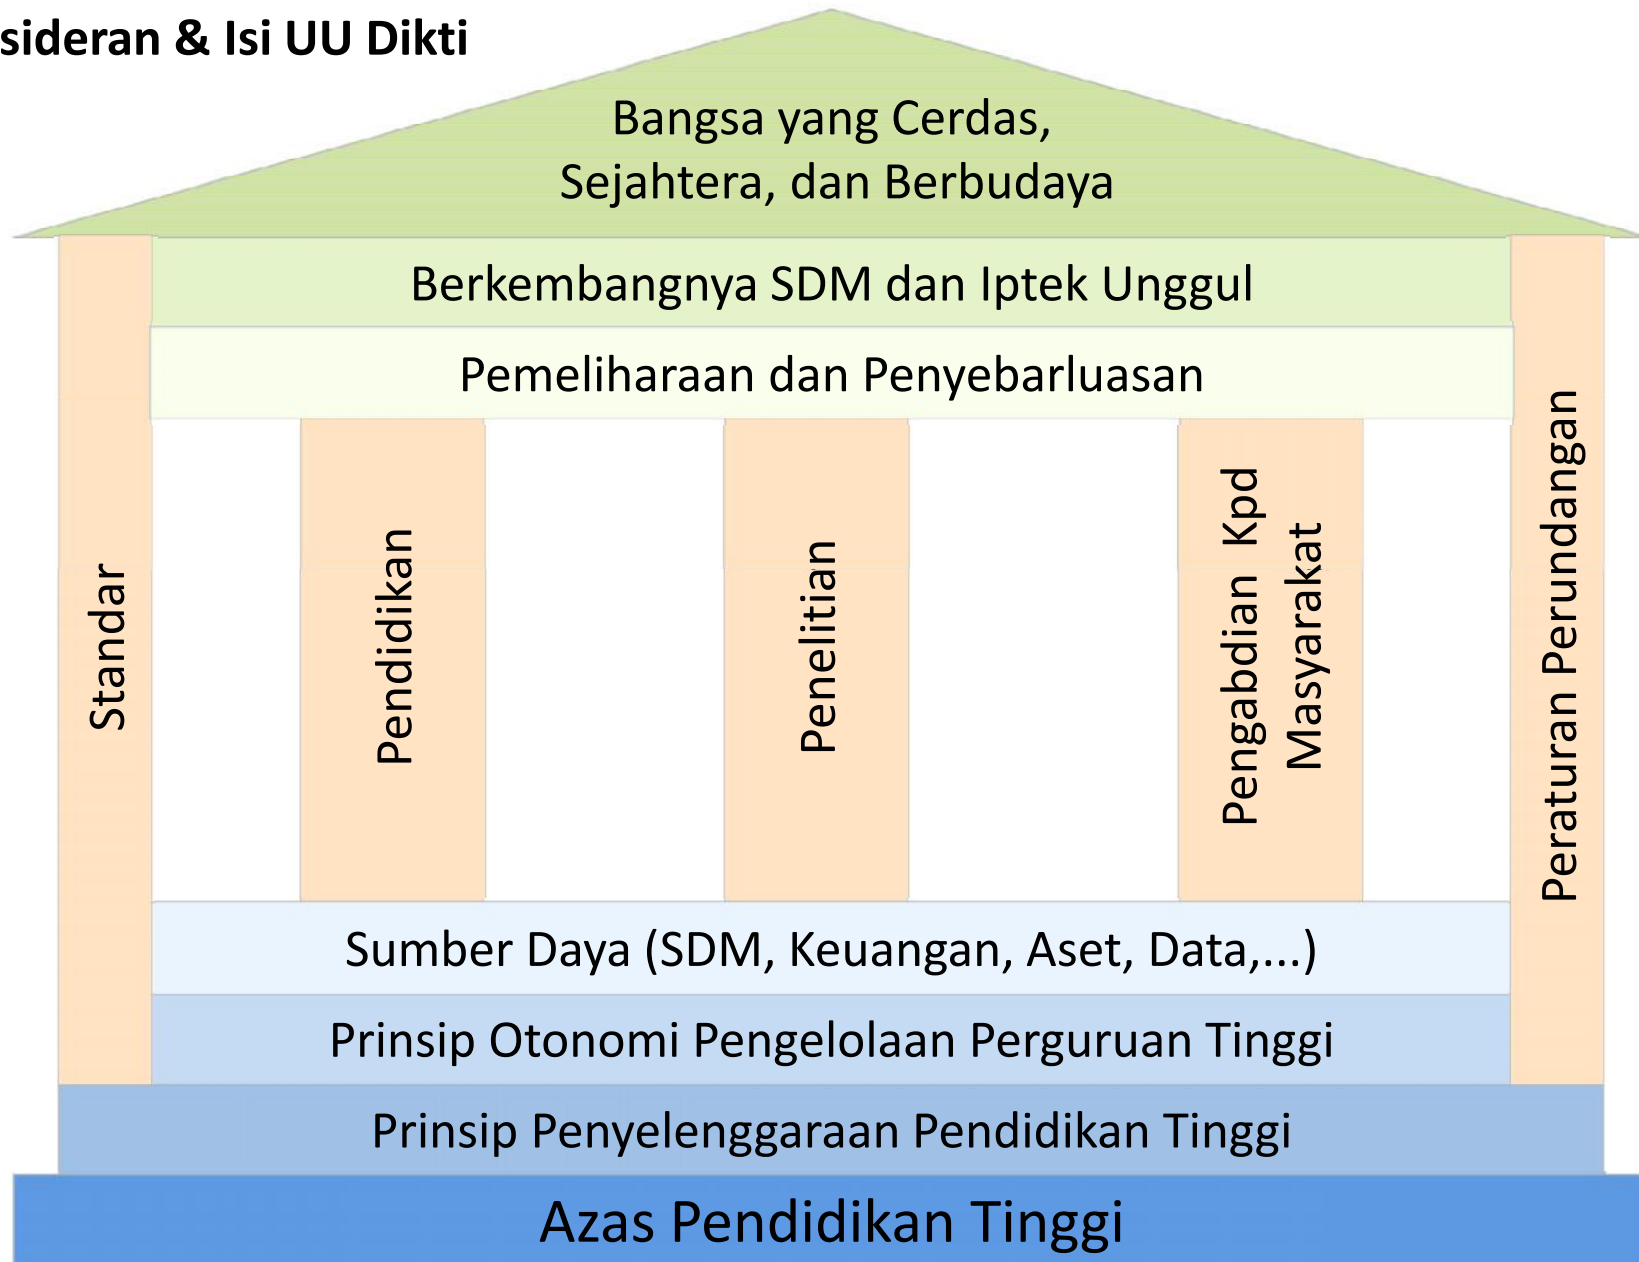 sideran & Isi UU Dikti
Bangsa yang Cerdas,
Sejahtera, dan Berbudaya
Berkembangnya SDM dan Iptek Unggul
Pemeliharaan dan Penyebarluasan
Standar
Pendidikan
Penelitian
Pengabdian Kpd
Masyarakat
Peraturan Perundangan
Sumber Daya (SDM, Keuangan, Aset, Data,...)
Prinsip Otonomi Pengelolaan Perguruan Tinggi
Prinsip Penyelenggaraan Pendidikan Tinggi
Azas Pendidikan Tinggi